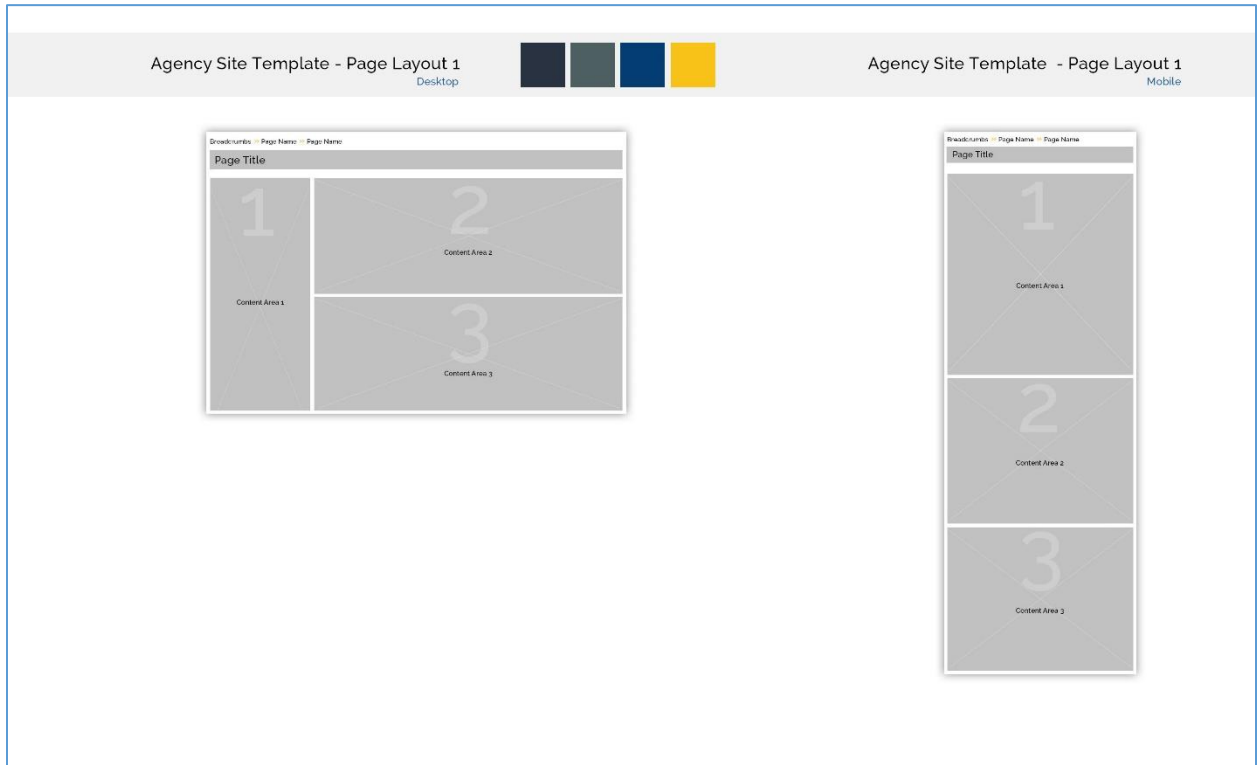 Agency Site Template - Page Layout 1
Desktop
Agency Site Template - Page Layout 1
Mobile
Breadcrumbs >> Page Name >> Page Name
Page Title
1
Content Area 1
2
Content Area 2
3
Content Area 3
Breadcrumbs >> Page Name >> Page Name
Page Title
1
Content Area 1
2
Content Area 2
3
Content Area 3